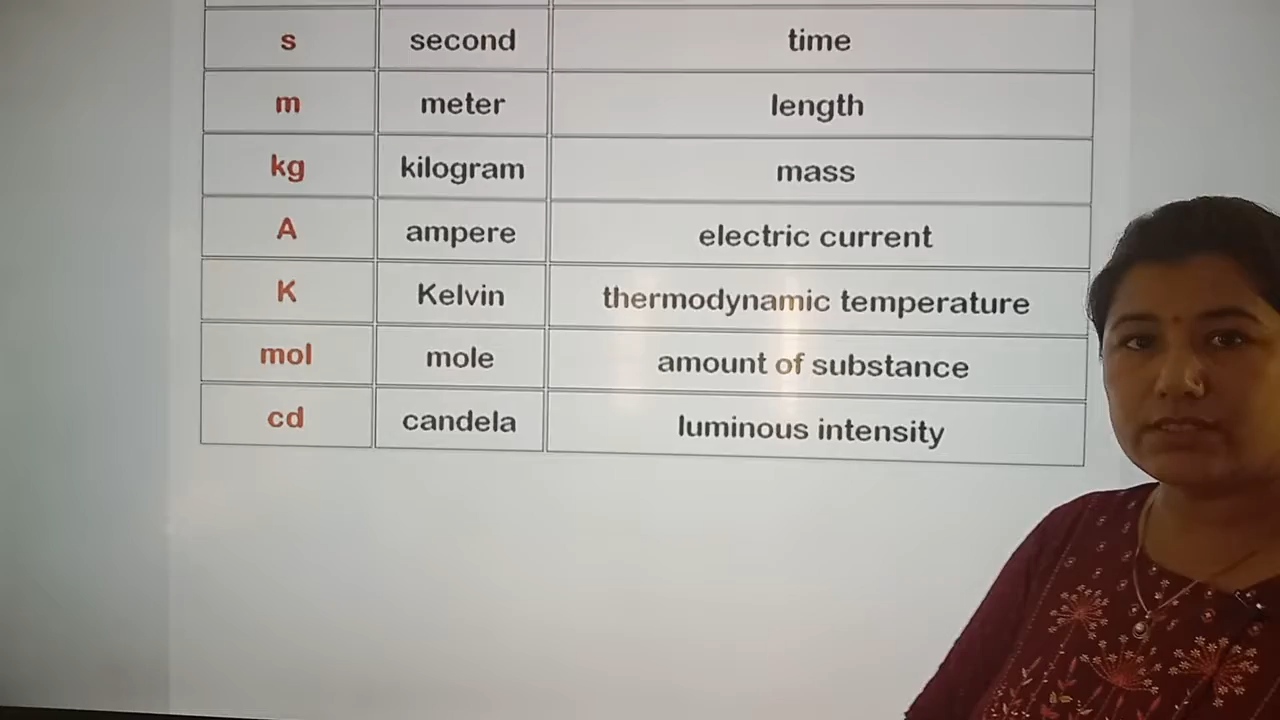 s second time
m meter length
kg kilogram mass
A ampere electric current
K Kelvin thermodynamic temperature
mol mole amount of substance
cd candela luminous intensity